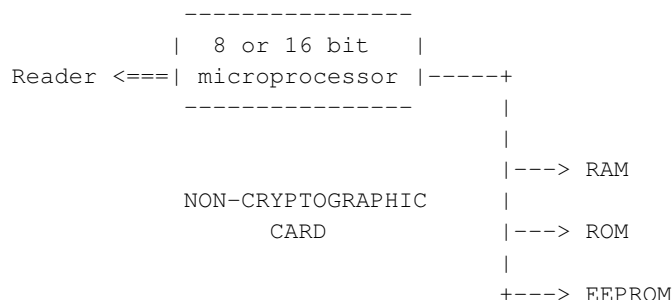 ----------------
| 8 or 16 bit |
Reader <===| microprocessor |-----+
---------------- |
|
|---> RAM
NON-CRYPTOGRAPHIC |
CARD |---> ROM
|
+---> EEPROM